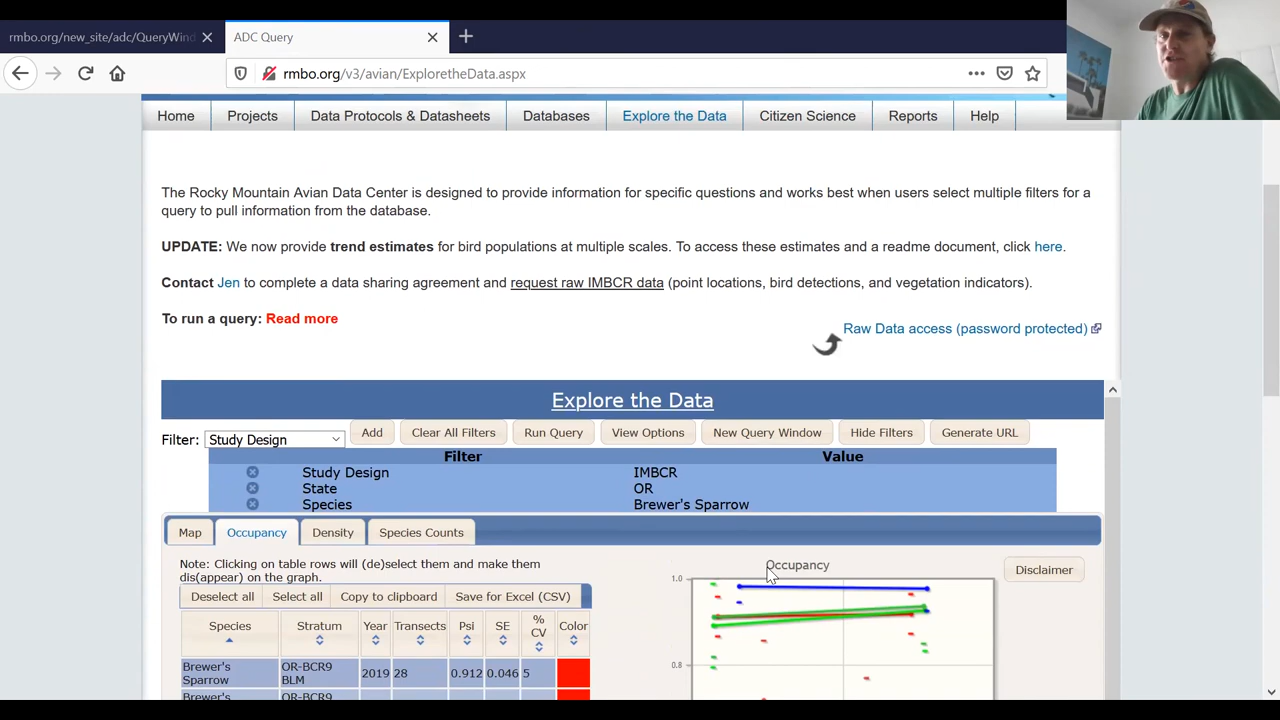 rmbo.org/new_site/adc/QueryWind
ADC Query
rmbo.org/v3/avian/ExploretheData.aspx
Home
Projects
Data Protocols & Datasheets
Databases
Explore the Data
Citizen Science
Reports
Help
The Rocky Mountain Avian Data Center is designed to provide information for specific questions and works best when users select multiple filters for a
query to pull information from the database.
UPDATE: We now provide trend estimates for bird populations at multiple scales. To access these estimates and a readme document, click here.
Contact Jen to complete a data sharing agreement and request raw IMBCR data (point locations, bird detections, and vegetation indicators).
To run a query: Read more
Raw Data access (password protected)
Explore the Data
Filter: Study Design Add Clear All Filters Run Query View Options New Query Window Hide Filters Generate URL
Filter Value
Study Design IMBCR
State OR
Species Brewer's Sparrow
Map Occupancy Density Species Counts
Note: Clicking on table rows will (de)select them and make them
dis(appear) on the graph.
Deselect all Select all Copy to clipboard Save for Excel (CSV)
Species Stratum Year Transects Psi SE % CV Color
Brewer's Sparrow OR-BCR9 BLM 2019 28 0.912 0.046 5
Brewer's OR-BCR9
Occupancy
Disclaimer
1.0
0.8